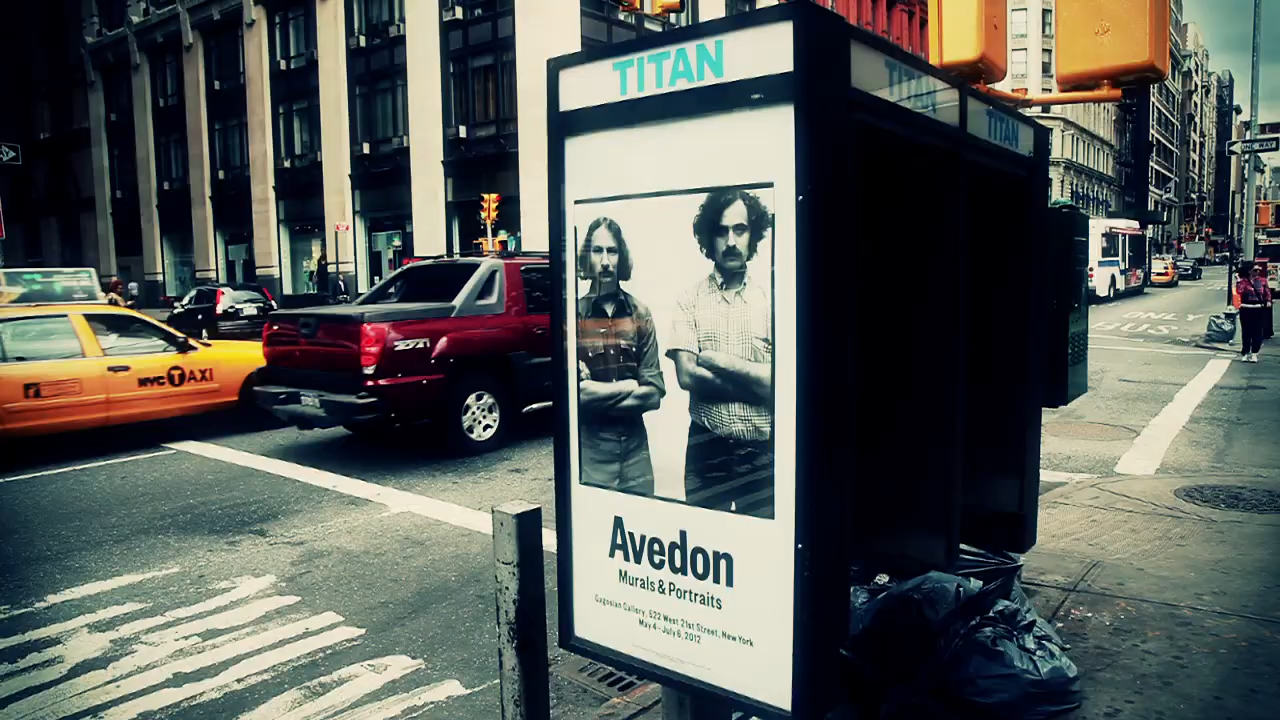 TITAN
Avedon
Murals & Portraits
Gagosian Gallery, 522 West 21st Street, New York
May 4–July 6, 2012
TITAN
TITAN
NYC TAXI
Z71
ONE WAY
ONLY
BUS